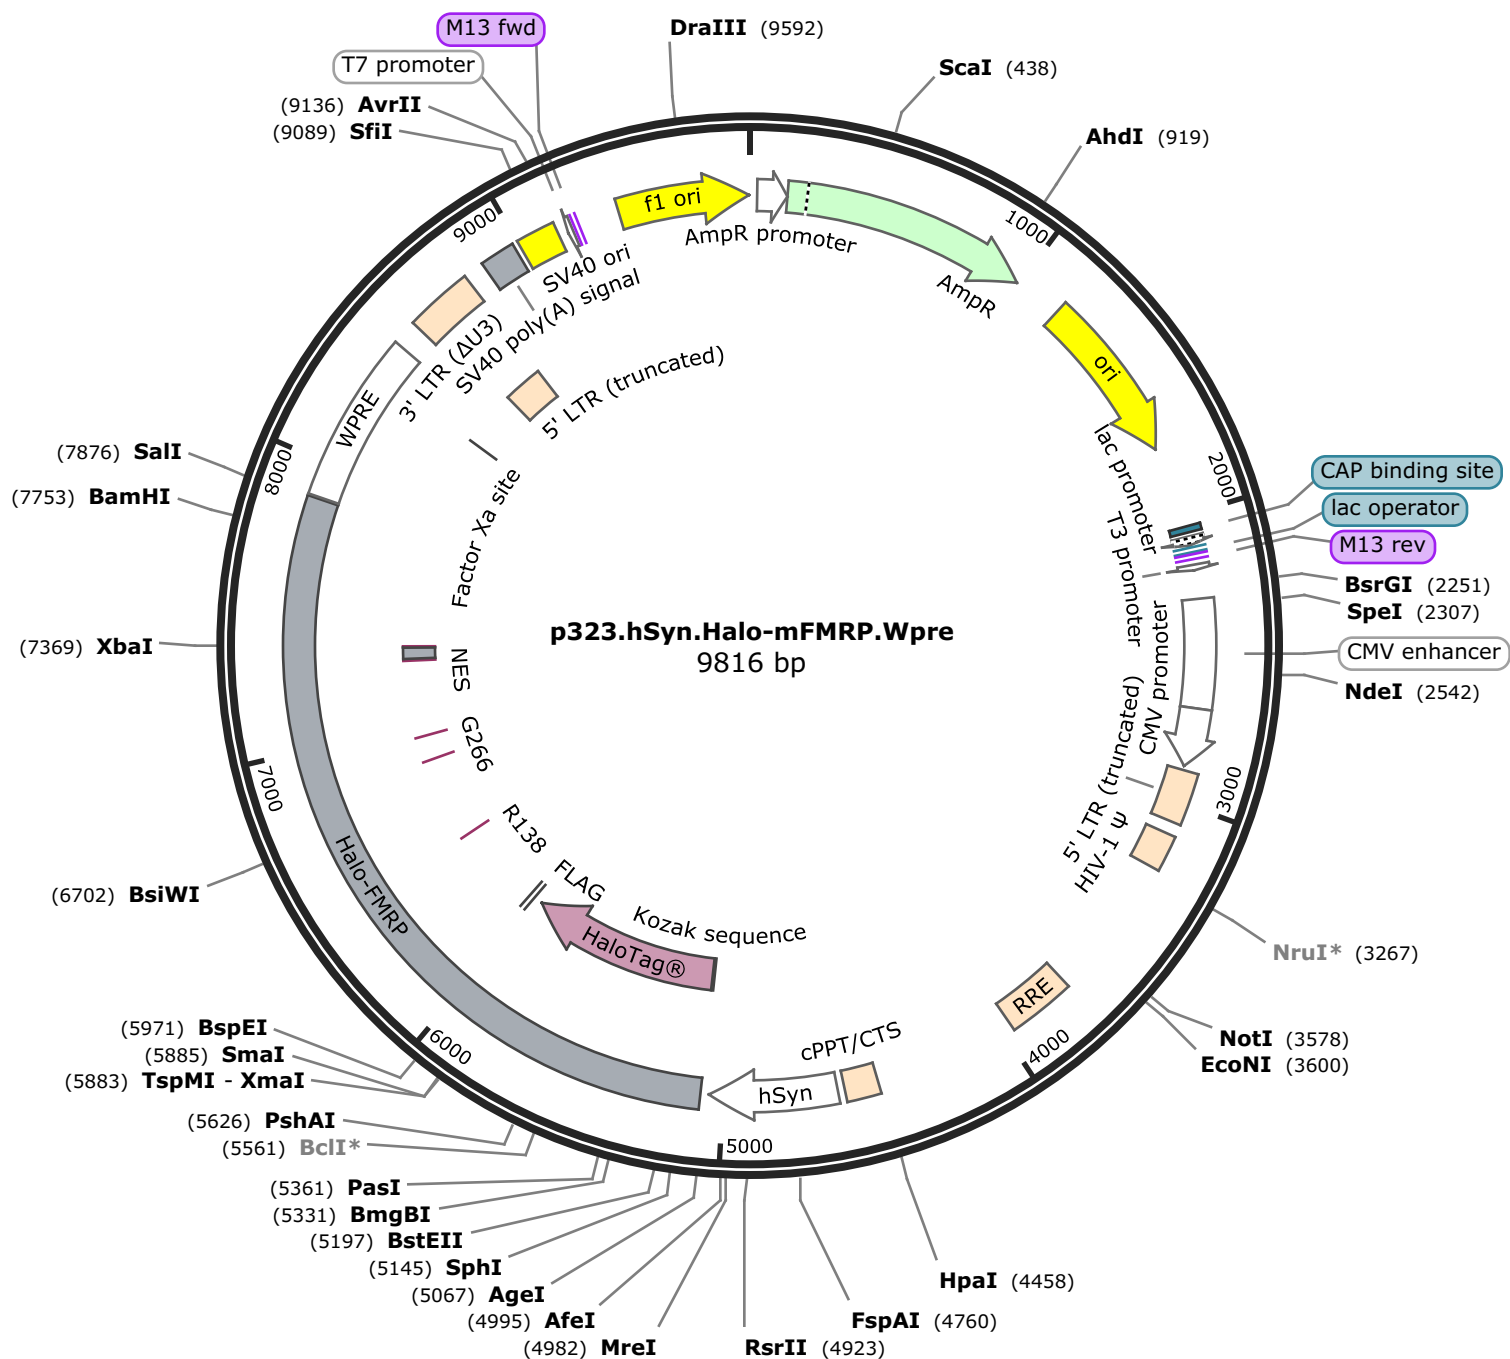 M13 fwd
T7 promoter
(9136) AvrII
(9089) SfiI
DraIII (9592)
ScaI (438)
AhdI (919)
9000
1000
f1 ori
AmpR promoter
AmpR
SV40 ori
SV40 poly(A) signal
3' LTR (ΔU3)
5' LTR (truncated)
WPRE
ori
8000
2000
(7876) SalI
(7753) BamHI
(7369) XbaI
Factor Xa site
lac promoter
T3 promoter
CAP binding site
lac operator
M13 rev
BsrGI (2251)
SpeI (2307)
CMV enhancer
NdeI (2542)
p323.hSyn.Halo-mFMRP.Wpre
9816 bp
NES
G266
R138
FLAG
CMV promoter
5' LTR (truncated)
HIV-1 Ψ
3000
7000
Halo-FMRP
Kozak sequence
HaloTag®
(6702) BsiWI
NruI* (3267)
RRE
NotI (3578)
EcoNI (3600)
4000
cPPT/CTS
hSyn
6000
5000
(5971) BspEI
(5885) SmaI
(5883) TspMI - XmaI
(5626) PshAI
(5561) BclI*
(5361) PasI
(5331) BmgBI
(5197) BstEII
(5145) SphI
(5067) AgeI
(4995) AfeI
(4982) MreI
RsrII (4923)
FspAI (4760)
HpaI (4458)